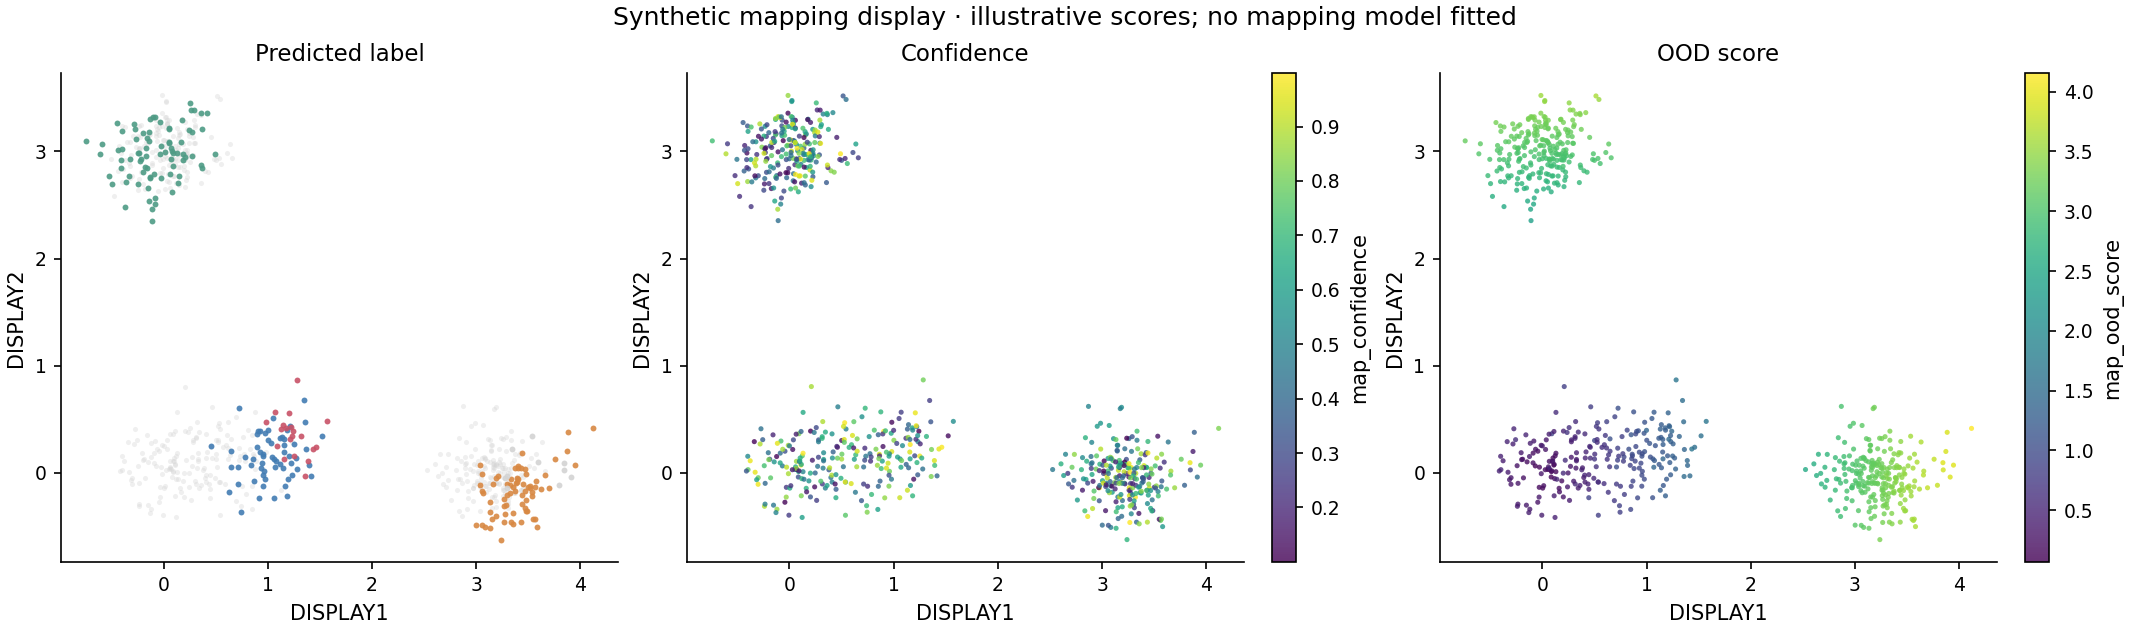 Synthetic mapping display · illustrative scores; no mapping model fitted
Predicted label
3
2
1
0
DISPLAY2
0 1 2 3 4
DISPLAY1
Confidence
3
2
1
0
DISPLAY2
0 1 2 3 4
DISPLAY1
0.9
0.8
0.7
0.6
0.5
0.4
0.3
0.2
map_confidence
OOD score
3
2
1
0
DISPLAY2
0 1 2 3 4
DISPLAY1
4.0
3.5
3.0
2.5
2.0
1.5
1.0
0.5
map_ood_score